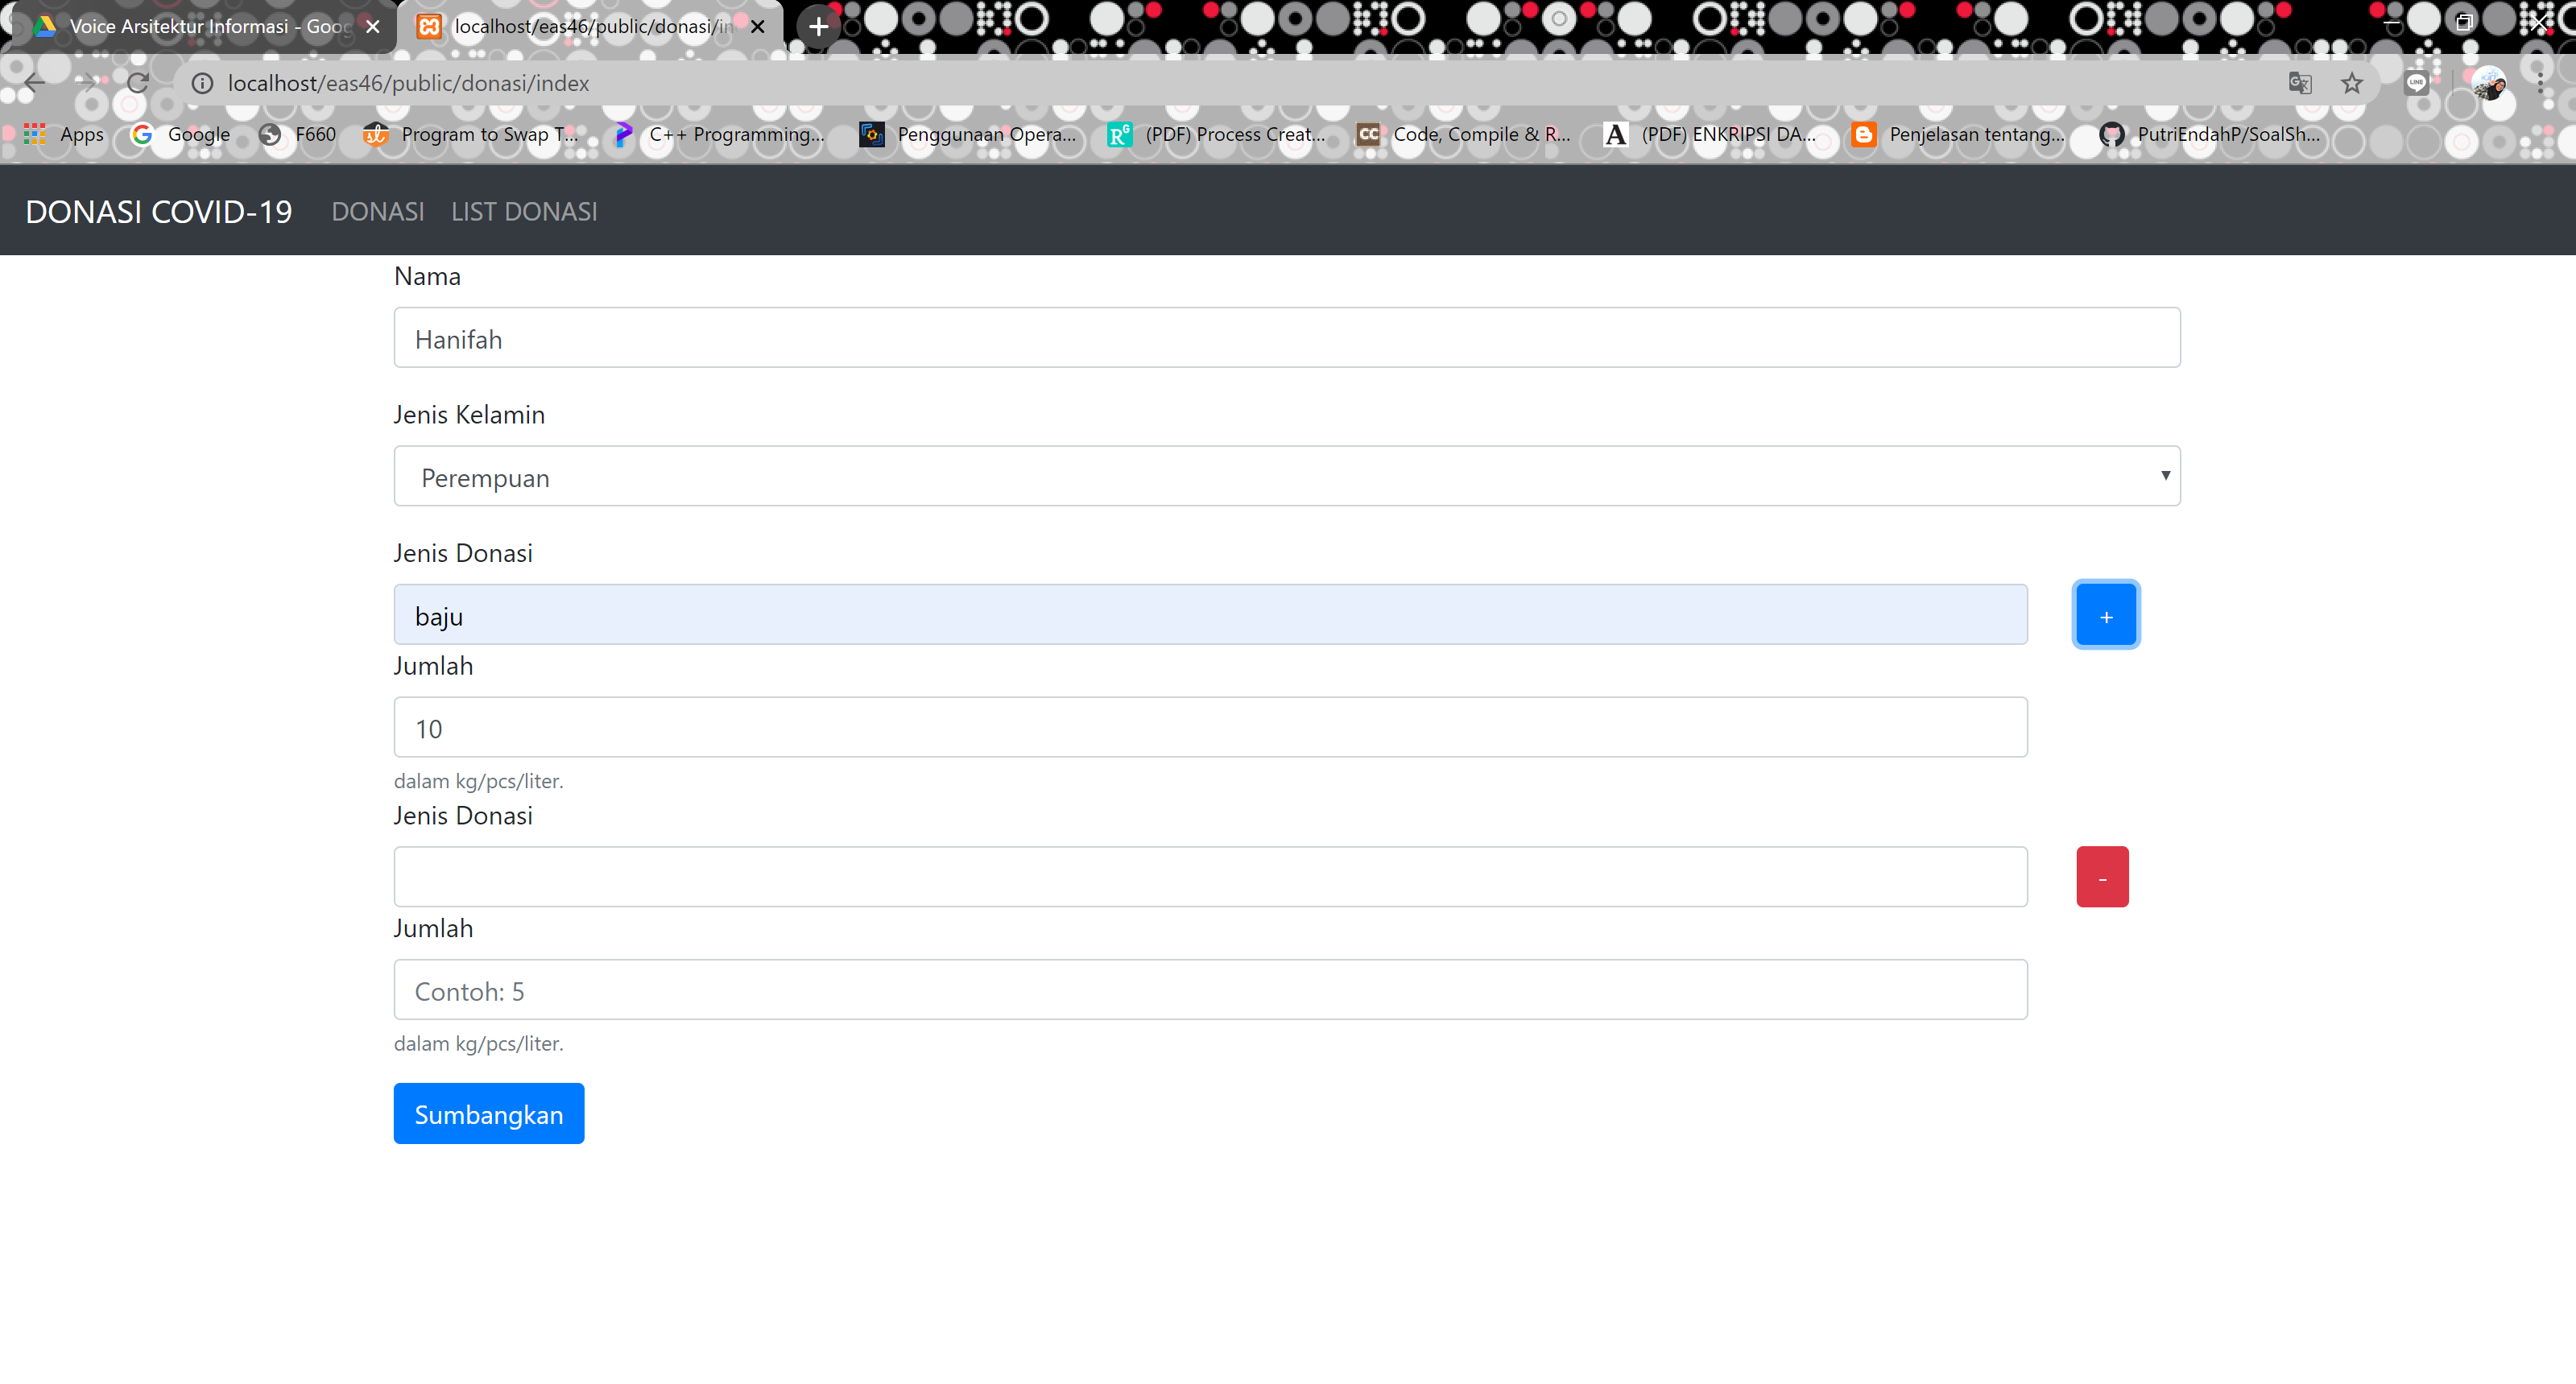 Voice Arsitektur Informasi - Goog
localhost/eas46/public/donasi/in
localhost/eas46/public/donasi/index
Apps
Google
F660
Program to Swap T...
C++ Programming...
Penggunaan Opera...
(PDF) Process Creat...
Code, Compile & R...
(PDF) ENKRIPSI DA...
Penjelasan tentang...
PutriEndahP/SoalSh...
DONASI COVID-19 DONASI LIST DONASI
Nama
Hanifah
Jenis Kelamin
Perempuan
Jenis Donasi
baju
+
Jumlah
10
dalam kg/pcs/liter.
Jenis Donasi
-
Jumlah
Contoh: 5
dalam kg/pcs/liter.
Sumbangkan